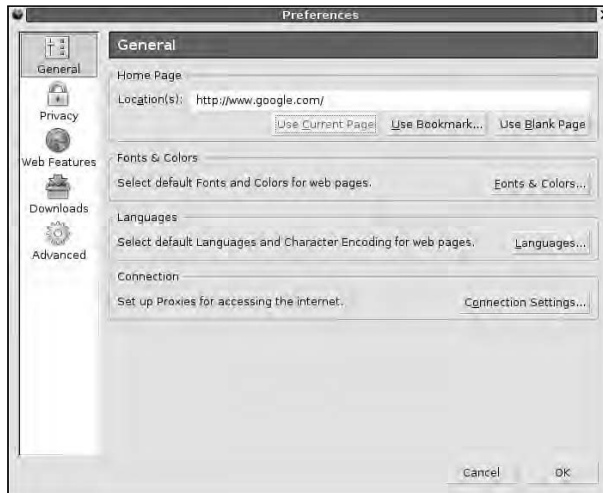 Preferences
General
General
Home Page
Location(s): http://www.google.com/
Use Current Page Use Bookmark... Use Blank Page
Privacy
Web Features
Fonts & Colors
Select default Fonts and Colors for web pages. Fonts & Colors...
Downloads
Languages
Select default Languages and Character Encoding for web pages. Languages...
Advanced
Connection
Set up Proxies for accessing the internet. Connection Settings...
Cancel OK